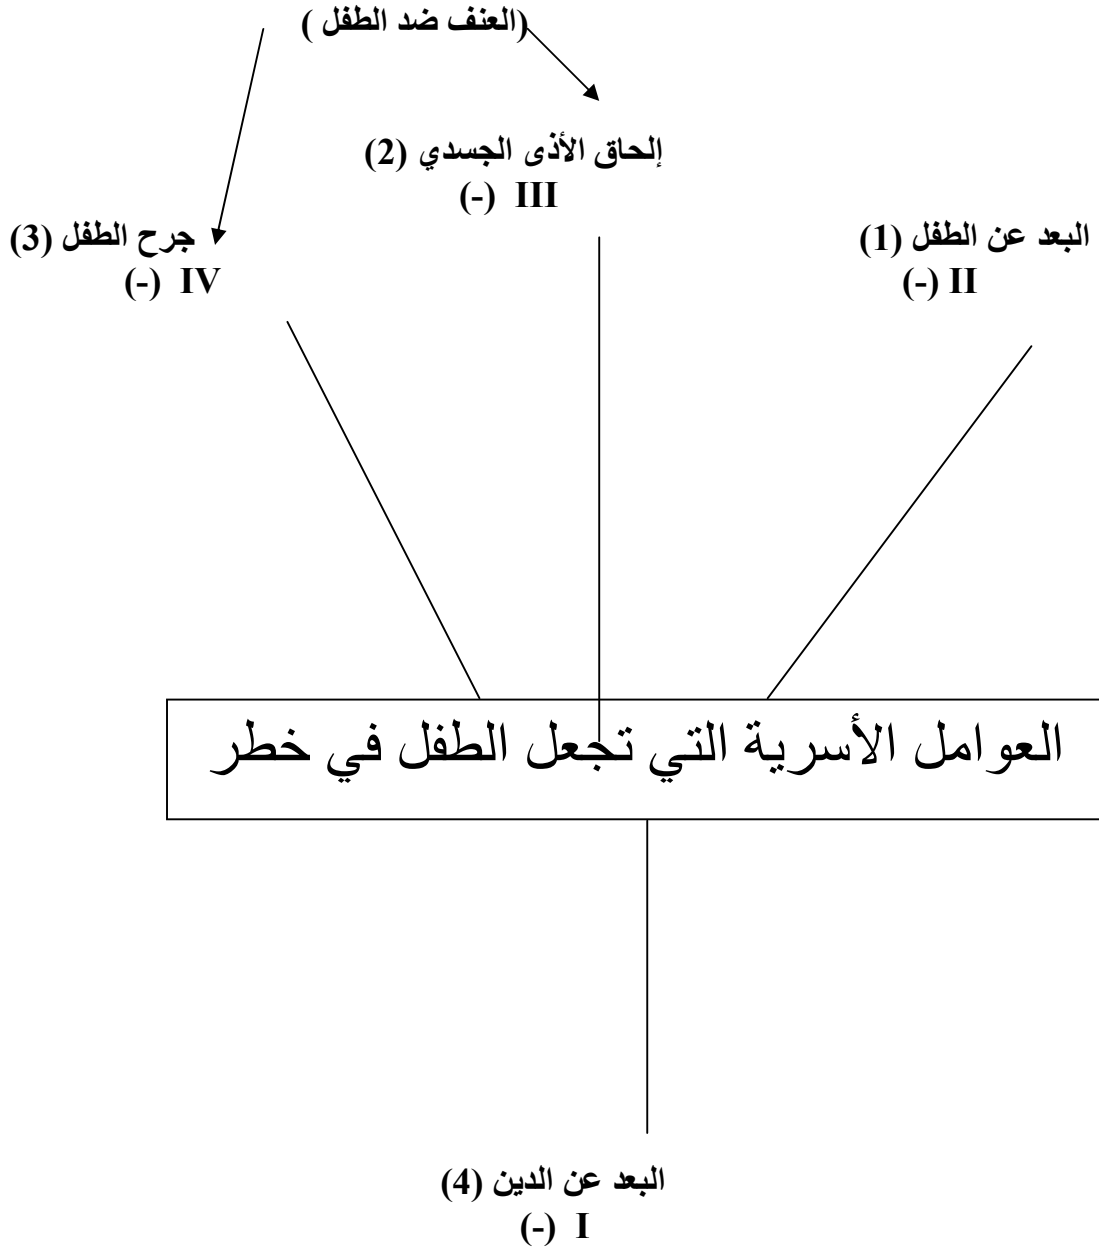 (العنف ضد الطفل )
إلحاق الأذى الجسدي (2)
III (-)
البعد عن الطفل (1)
II (-)
جرح الطفل (3)
IV (-)
العوامل الأسرية التي تجعل الطفل في خطر
البعد عن الدين (4)
I (-)